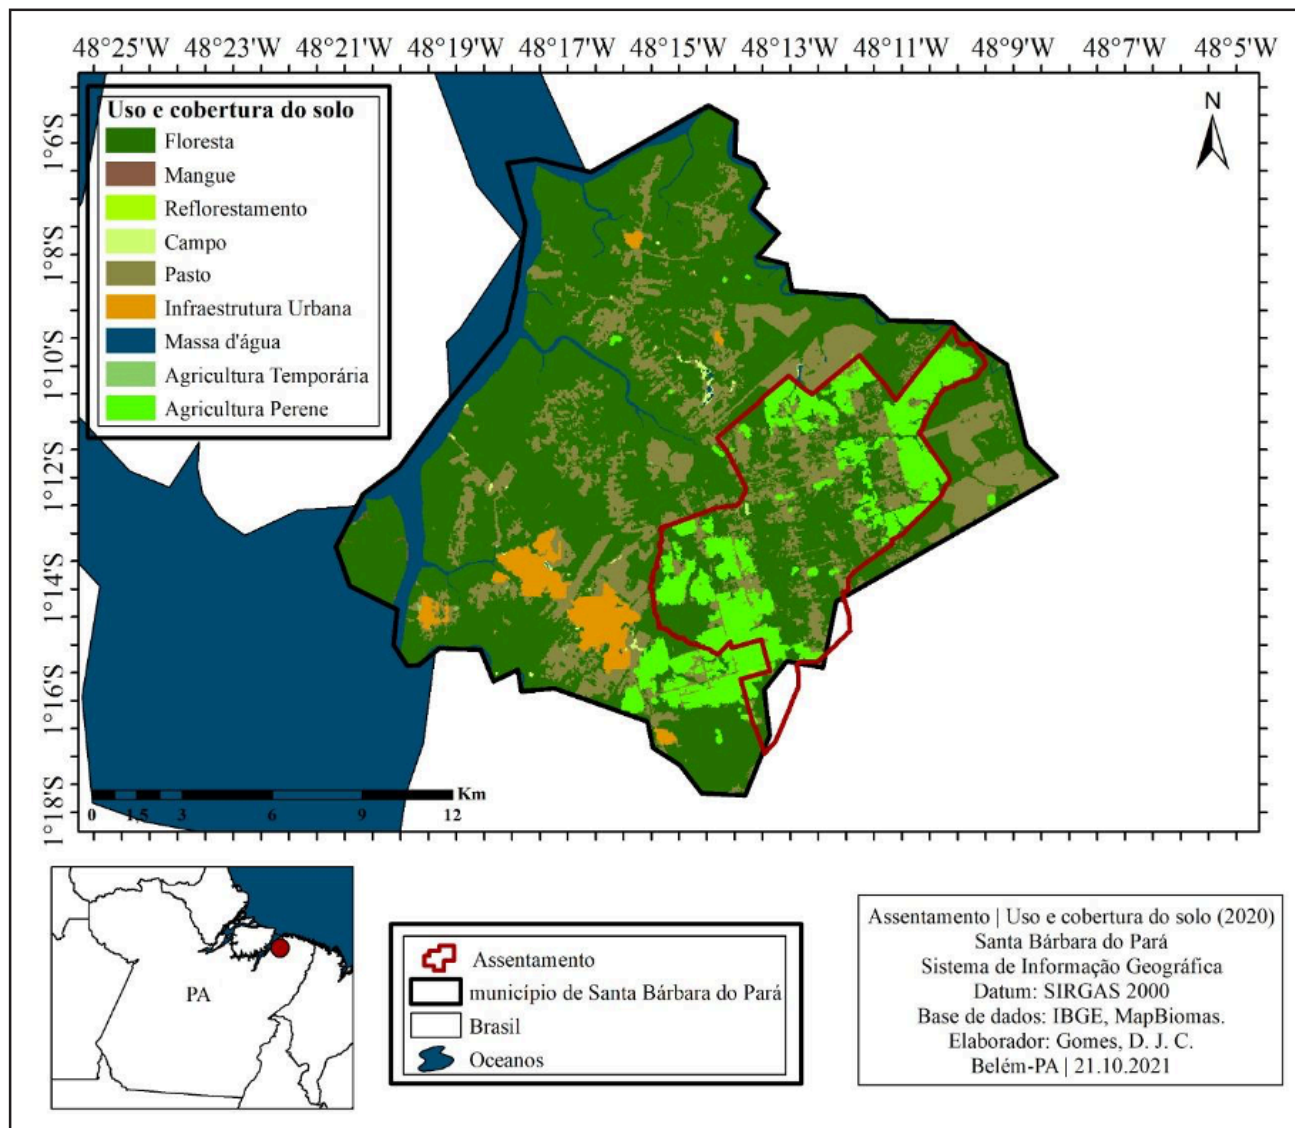 48°25'W 48°23'W 48°21'W 48°19'W 48°17'W 48°15'W 48°13'W 48°11'W 48°9'W 48°5'W
Uso e cobertura do solo
Floresta
Mangue
Reflorestamento
Campo
Pasto
Infraestrutura Urbana
Massa d'água
Agricultura Temporária
Agricultura Perene
N
1°6'S
1°8'S
1°10'S
1°12'S
1°14'S
1°16'S
1°18'S
Km
0 1,5 3 6 9 12
PA
Assentamento
município de Santa Bárbara do Pará
Brasil
Oceanos
Assentamento | Uso e cobertura do solo (2020)
Santa Bárbara do Pará
Sistema de Informação Geográfica
Datum: SIRGAS 2000
Base de dados: IBGE, MapBiomas.
Elaborador: Gomes, D. J. C.
Belém-PA | 21.10.2021